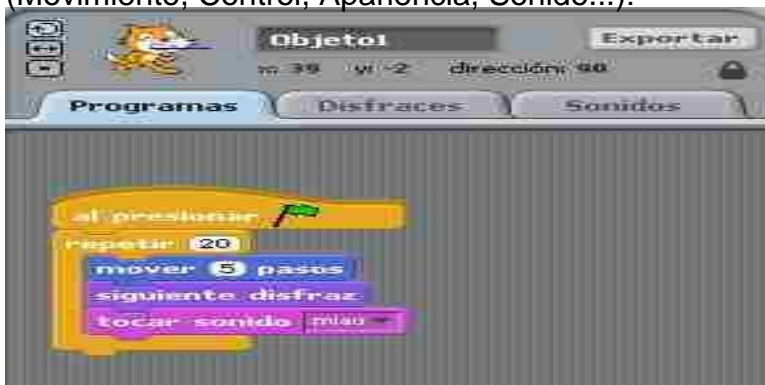 (Movimiento, Control, Apariencia, Sonido...).
Objeto1
Exportar
x: 39 y: -2 dirección: 90
Programas
Disfraces
Sonidos
al presionar
repetir 20
mover 5 pasos
siguiente disfraz
tocar sonido miau